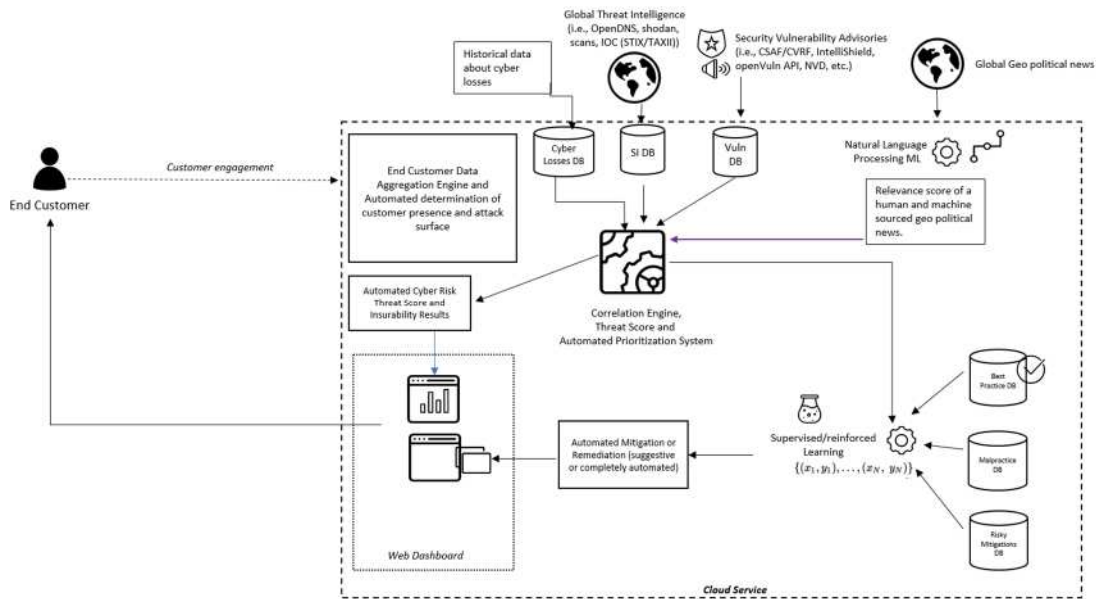 Global Threat Intelligence
(i.e., OpenDNS, shodan,
scans, IOC (STIX/TAXII))
Security Vulnerability Advisories
(i.e., CSAF/CVRF, IntelliShield,
openVuln API, NVD, etc.)
Global Geo political news
Historical data
about cyber
losses
Cyber
Losses DB
SI DB
Vuln
DB
Natural Language
Processing ML
Customer engagement
End Customer
End Customer Data
Aggregation Engine and
Automated determination of
customer presence and attack
surface
Relevance score of a
human and machine
sourced geo political
news.
Automated Cyber Risk
Threat Score and
Insurability Results
Correlation Engine,
Threat Score and
Automated Prioritization System
Best
Practice DB
Supervised/reinforced
Learning
{(x₁,y₁),...,(x_N, y_N)}
Automated Mitigation or
Remediation (suggestive
or completely automated)
Malpractice
DB
Risky
Mitigations
DB
Web Dashboard
Cloud Service